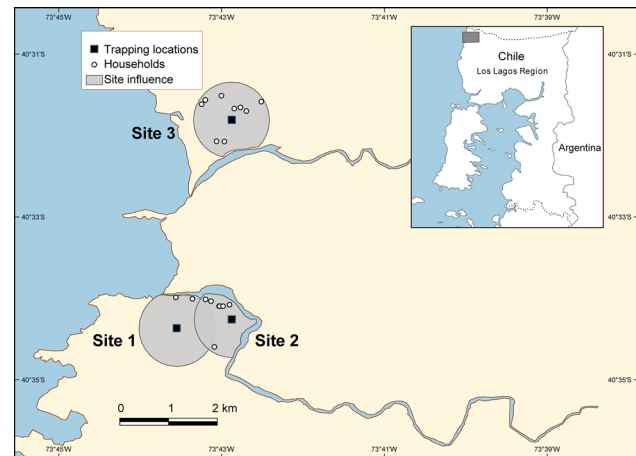 73°45'W 73°43'W 73°41'W 73°39'W
40°31'S 40°31'S
Trapping locations
Households
Site influence
Chile
Los Lagos Region
Argentina
Site 3
40°33'S 40°33'S
Site 1
Site 2
40°35'S 40°35'S
0 1 2 km
73°45'W 73°43'W 73°41'W 73°39'W